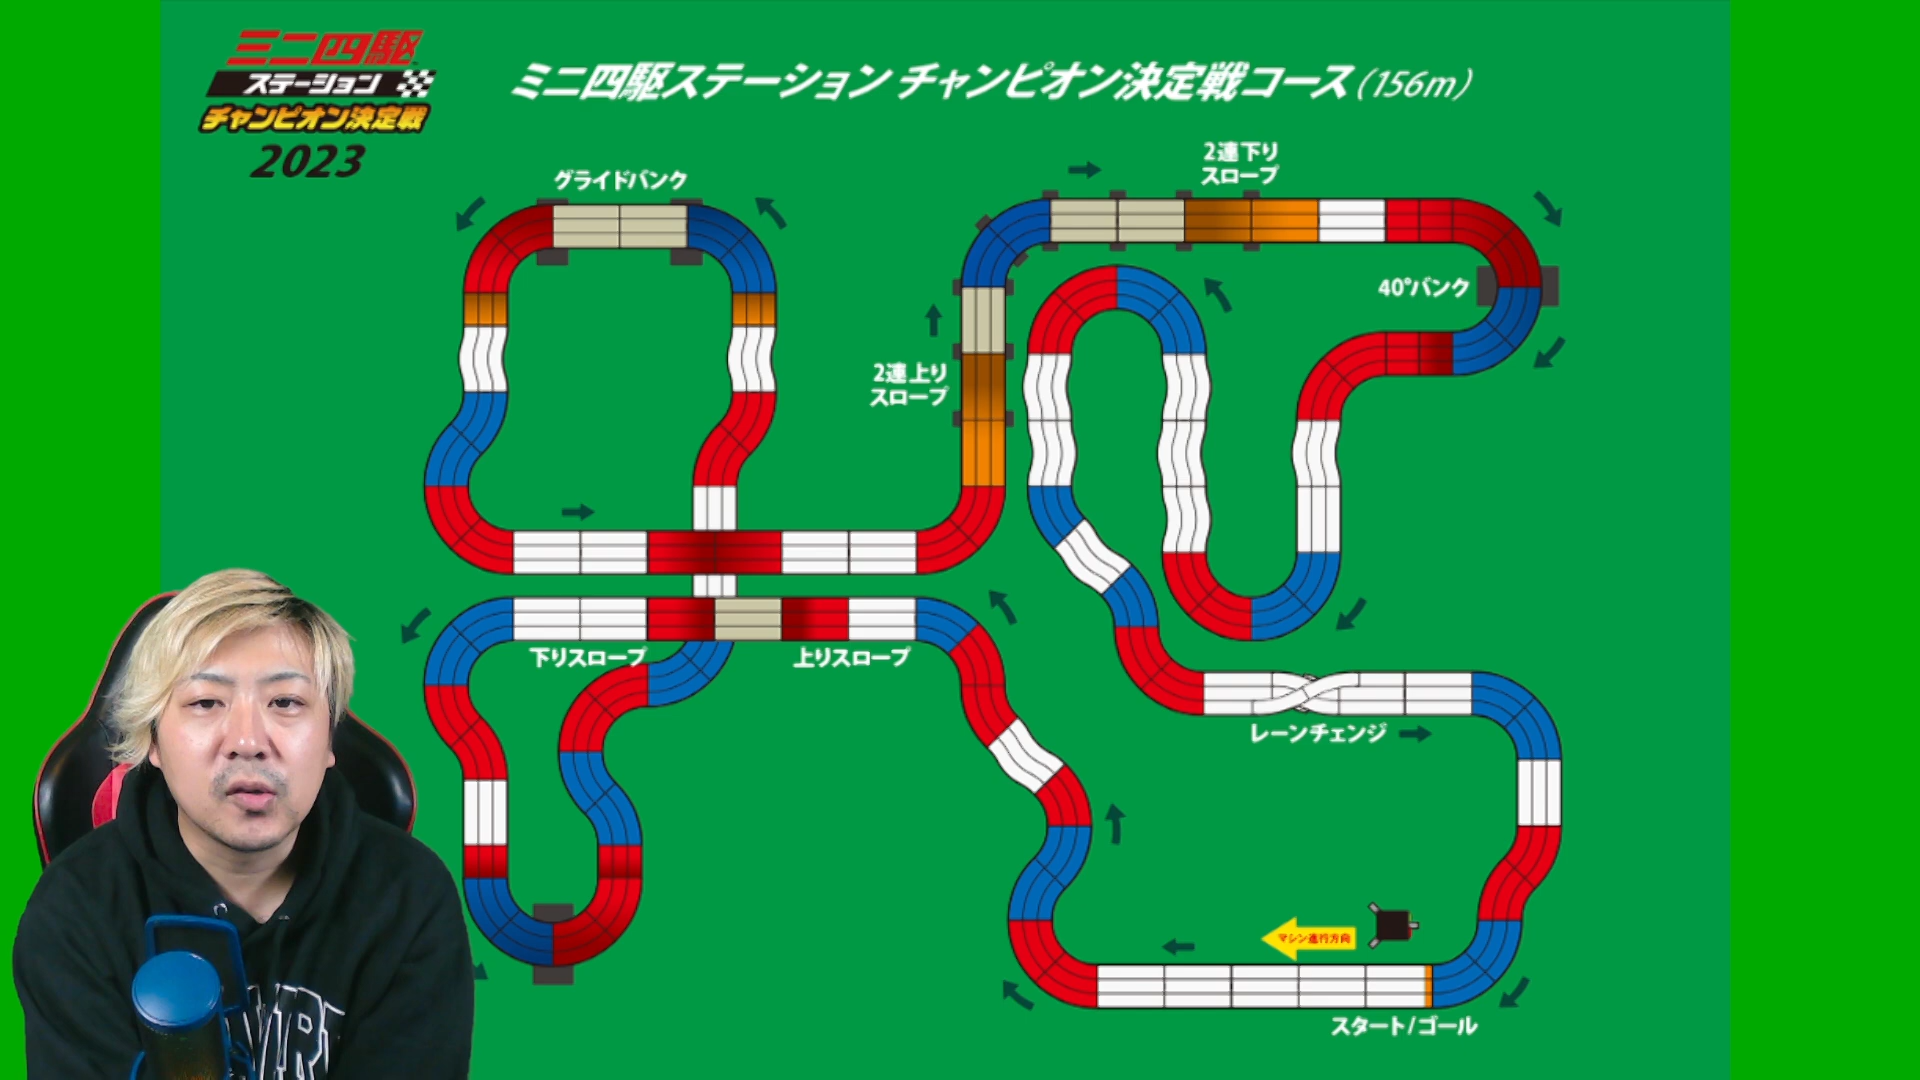 ミニ四駆
ステーション
チャンピオン決定戦
2023
ミニ四駆ステーション チャンピオン決定戦コース(156m)
グライドバンク
2連下り
スロープ
40°バンク
2連上り
スロープ
下りスロープ
上りスロープ
レーンチェンジ
マシン進行方向
スタート/ゴール